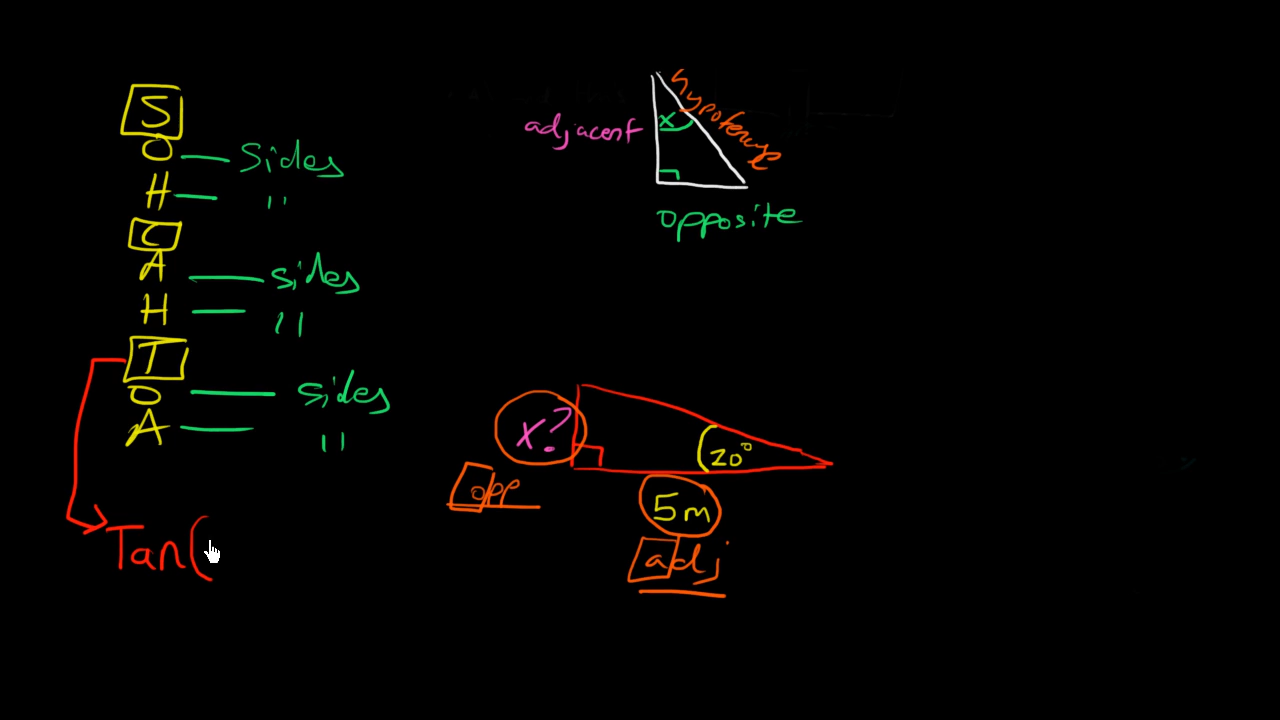 S
O Sides
H "
C
A sides
H "
T
O sides
A "
Tan(
hypotenuse
x
adjacent
opposite
x?
20°
opp
5m
adj